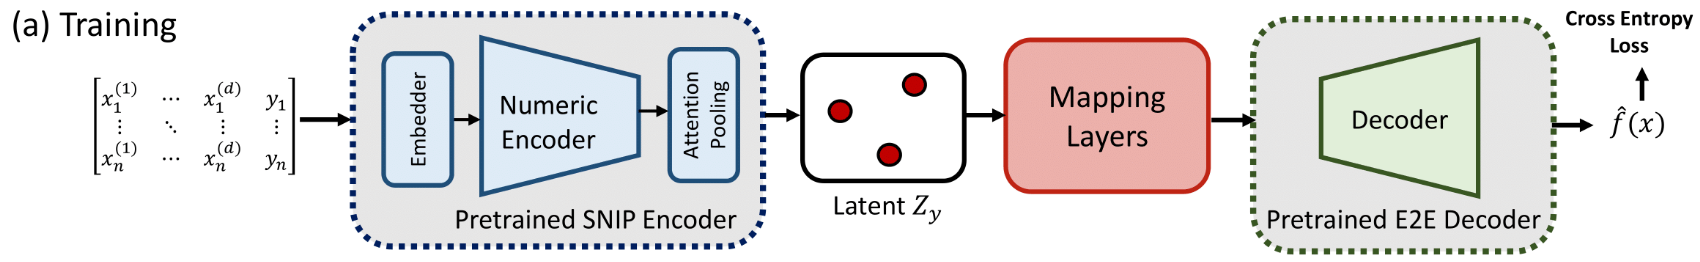 (a) Training
x_1^{(1)} ⋯ x_1^{(d)} y_1
⋮ ⋱ ⋮ ⋮
x_n^{(1)} ⋯ x_n^{(d)} y_n
Embedder
Numeric
Encoder
Attention
Pooling
Pretrained SNIP Encoder
Latent Z_y
Mapping
Layers
Decoder
Pretrained E2E Decoder
Cross Entropy
Loss
f̂(x)